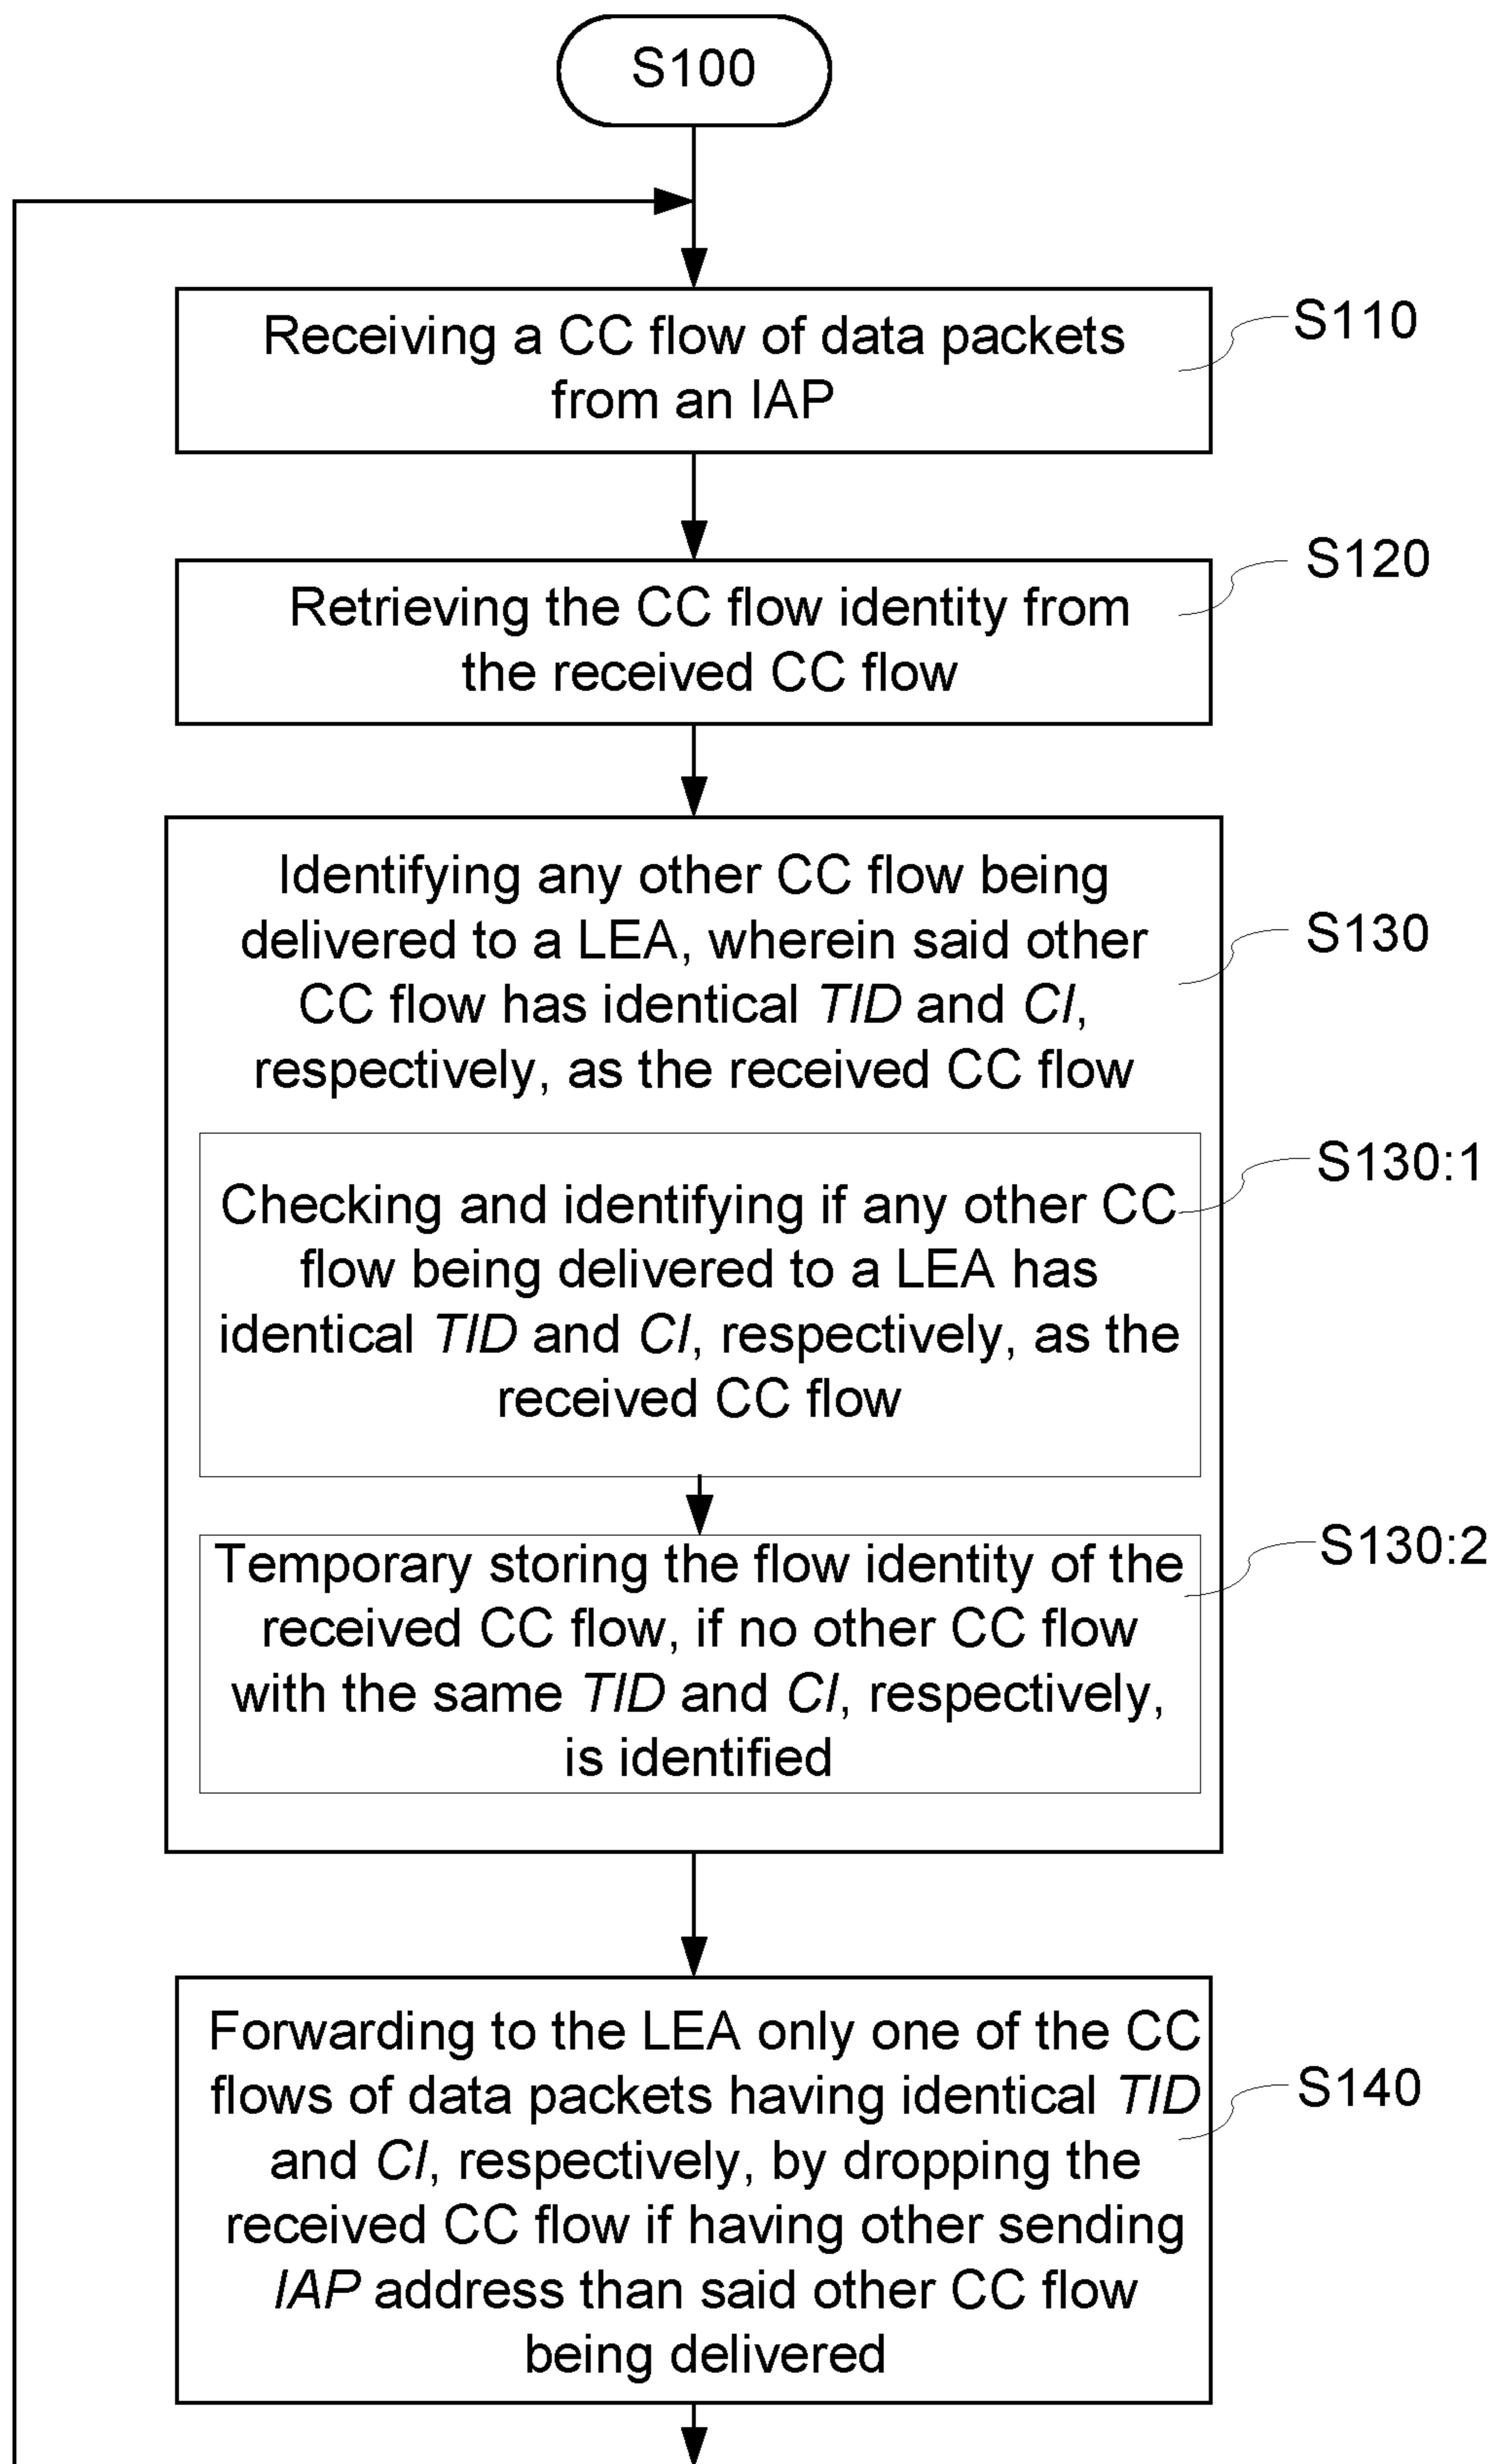 S100
Receiving a CC flow of data packets
from an IAP
S110
Retrieving the CC flow identity from
the received CC flow
S120
Identifying any other CC flow being
delivered to a LEA, wherein said other
CC flow has identical TID and CI,
respectively, as the received CC flow
S130
Checking and identifying if any other CC
flow being delivered to a LEA has
identical TID and CI, respectively, as the
received CC flow
S130:1
Temporary storing the flow identity of the
received CC flow, if no other CC flow
with the same TID and CI, respectively,
is identified
S130:2
Forwarding to the LEA only one of the CC
flows of data packets having identical TID
and CI, respectively, by dropping the
received CC flow if having other sending
IAP address than said other CC flow
being delivered
S140